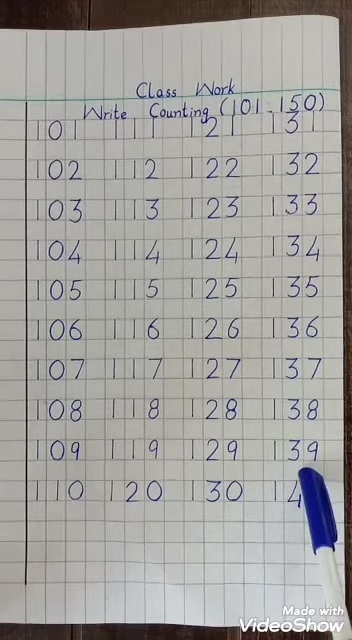 Class Work
Write Counting (101-150)
101 111 121 131
102 112 122 132
103 113 123 133
104 114 124 134
105 115 125 135
106 116 126 136
107 117 127 137
108 118 128 138
109 119 129 139
110 120 130 14
Made with
VideoShow